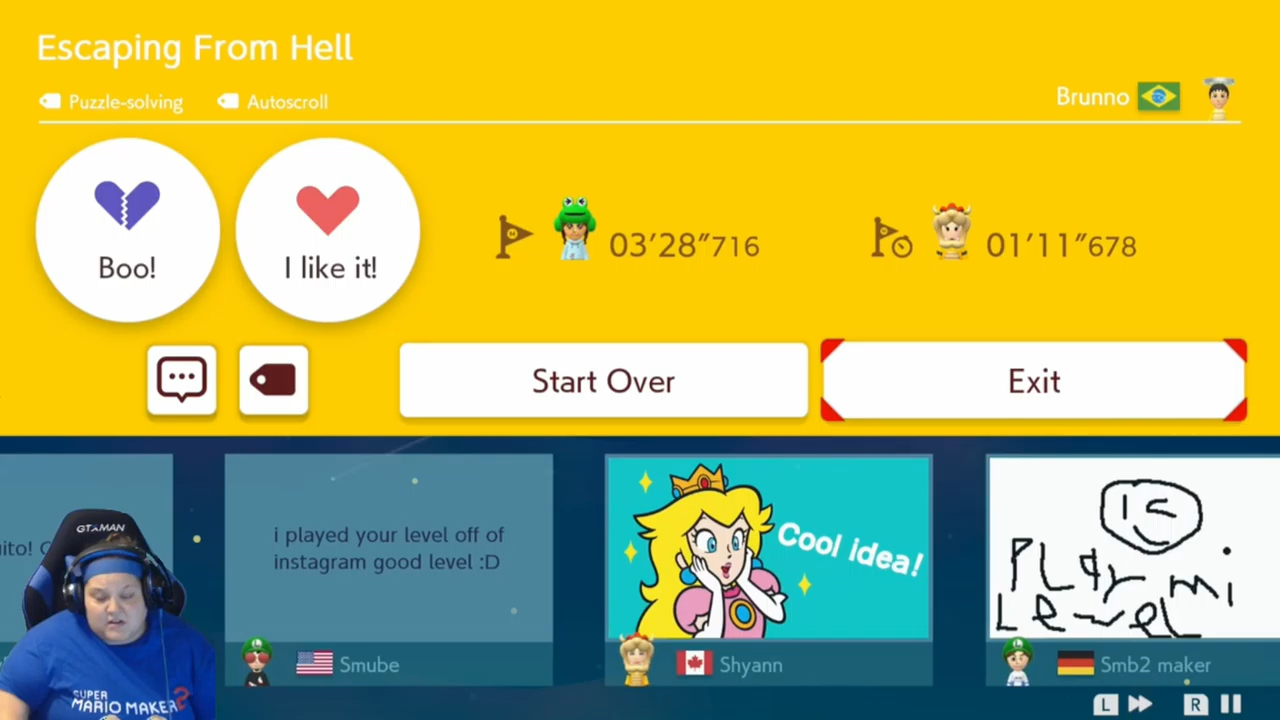 Escaping From Hell
Puzzle-solving Autoscroll
Brunno
Boo!
I like it!
03'28"716
01'11"678
Start Over
Exit
i played your level off of
instagram good level :D
Cool idea!
PLay mi
Level
Smube
Shyann
Smb2 maker
L
R
GTAMAN
SUPER
MARIO MAKER 2